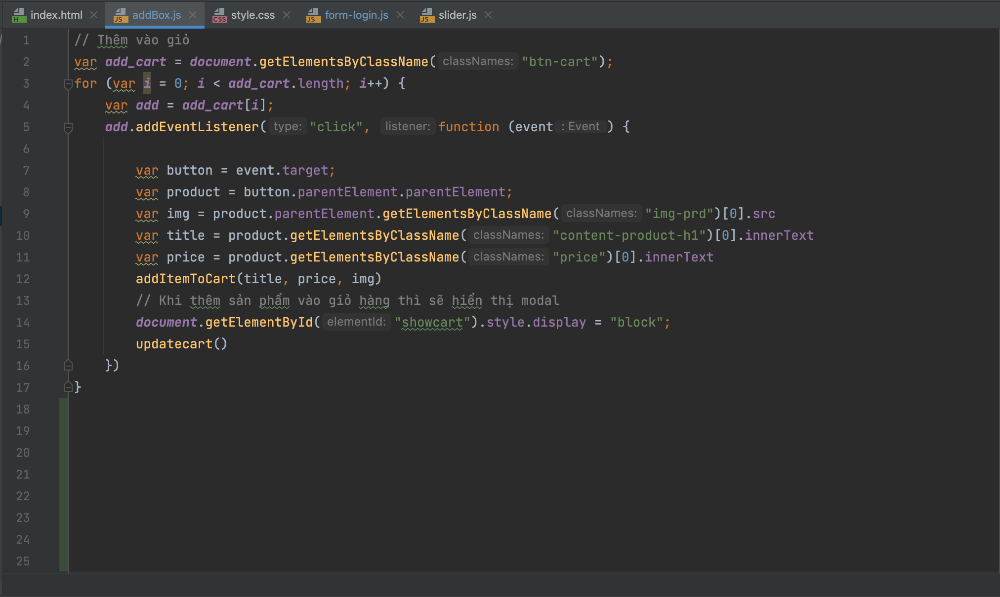 index.html addBox.js style.css form-login.js slider.js
1 // Thêm vào giỏ
2 var add_cart = document.getElementsByClassName( classNames: "btn-cart");
3 for (var i = 0; i < add_cart.length; i++) {
4 var add = add_cart[i];
5 add.addEventListener( type: "click", listener: function (event : Event ) {
6
7 var button = event.target;
8 var product = button.parentElement.parentElement;
9 var img = product.parentElement.getElementsByClassName( classNames: "img-prd")[0].src
10 var title = product.getElementsByClassName( classNames: "content-product-h1")[0].innerText
11 var price = product.getElementsByClassName( classNames: "price")[0].innerText
12 addItemToCart(title, price, img)
13 // Khi thêm sản phẩm vào giỏ hàng thì sẽ hiển thị modal
14 document.getElementById( elementId: "showcart").style.display = "block";
15 updatecart()
16 })
17 }
18
19
20
21
22
23
24
25